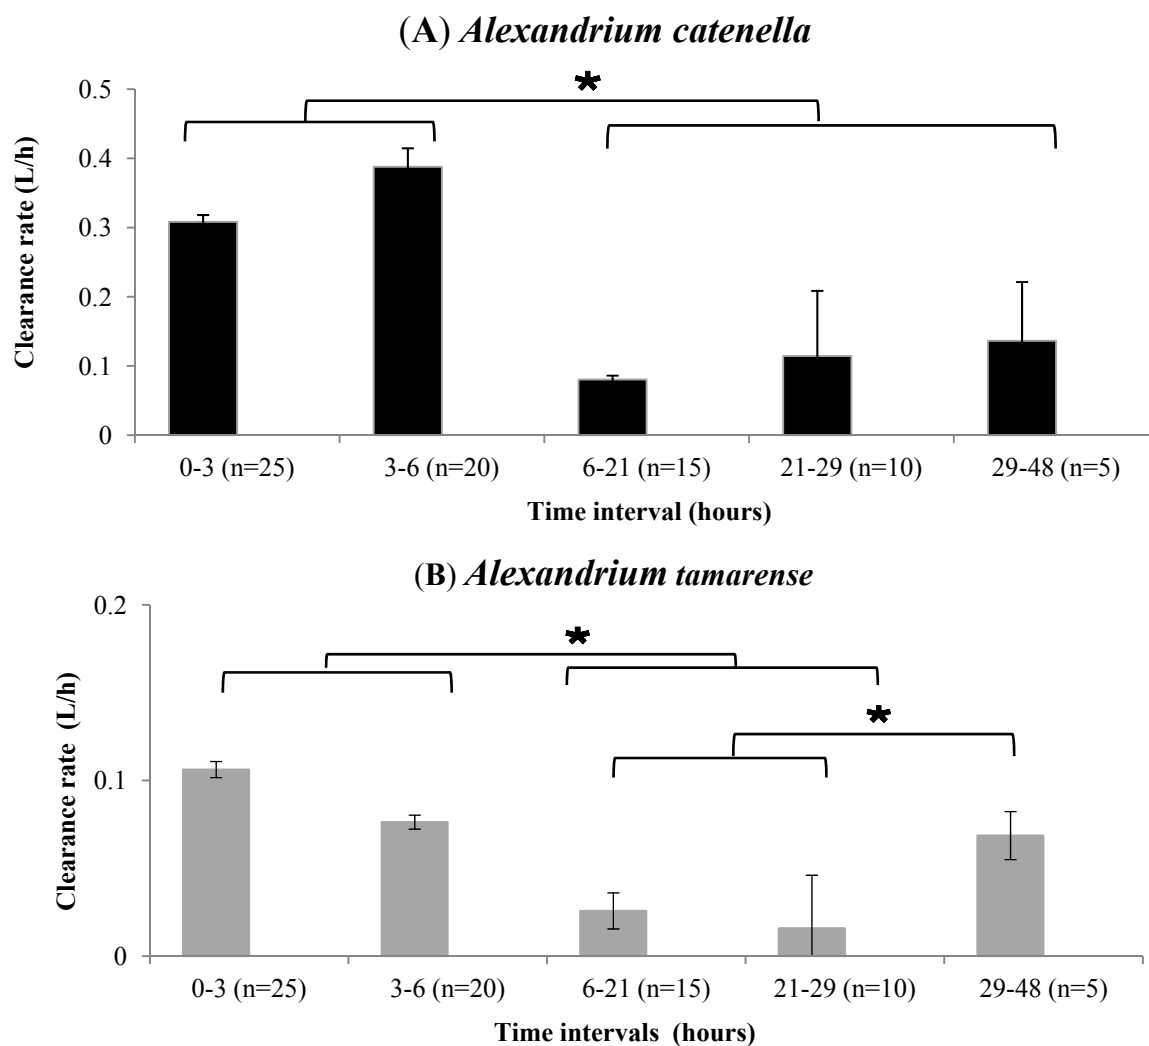 (A) Alexandrium catenella
*
0.5
0.4
0.3
0.2
0.1
0
Clearance rate (L/h)
0-3 (n=25) 3-6 (n=20) 6-21 (n=15) 21-29 (n=10) 29-48 (n=5)
Time interval (hours)
(B) Alexandrium tamarense
*
*
0.2
0.1
0
Clearance rate (L/h)
0-3 (n=25) 3-6 (n=20) 6-21 (n=15) 21-29 (n=10) 29-48 (n=5)
Time intervals (hours)